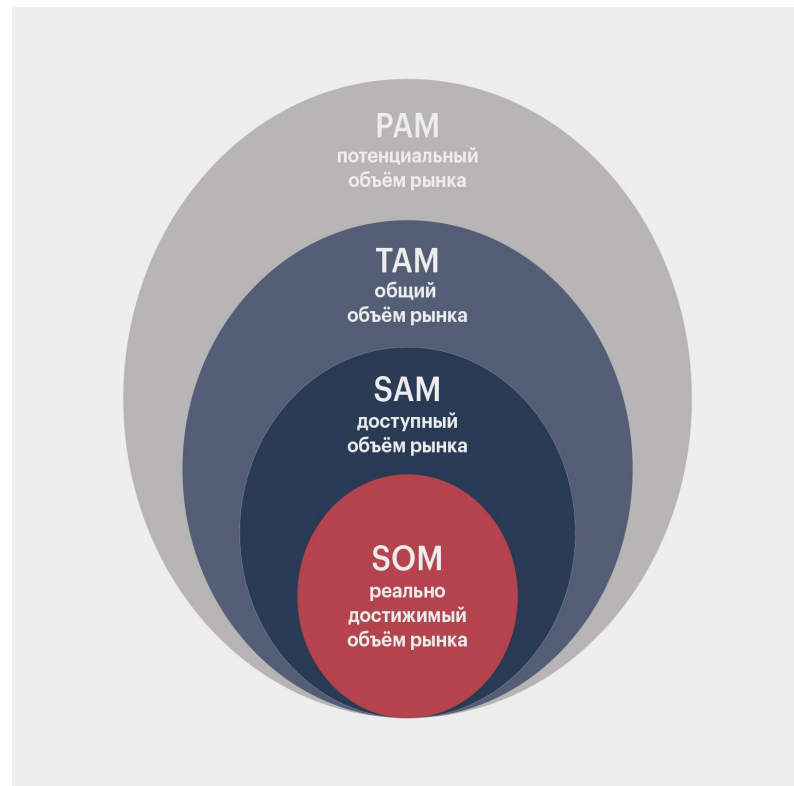 PAM
потенциальный
объём рынка
TAM
общий
объём рынка
SAM
доступный
объём рынка
SOM
реально
достижимый
объём рынка